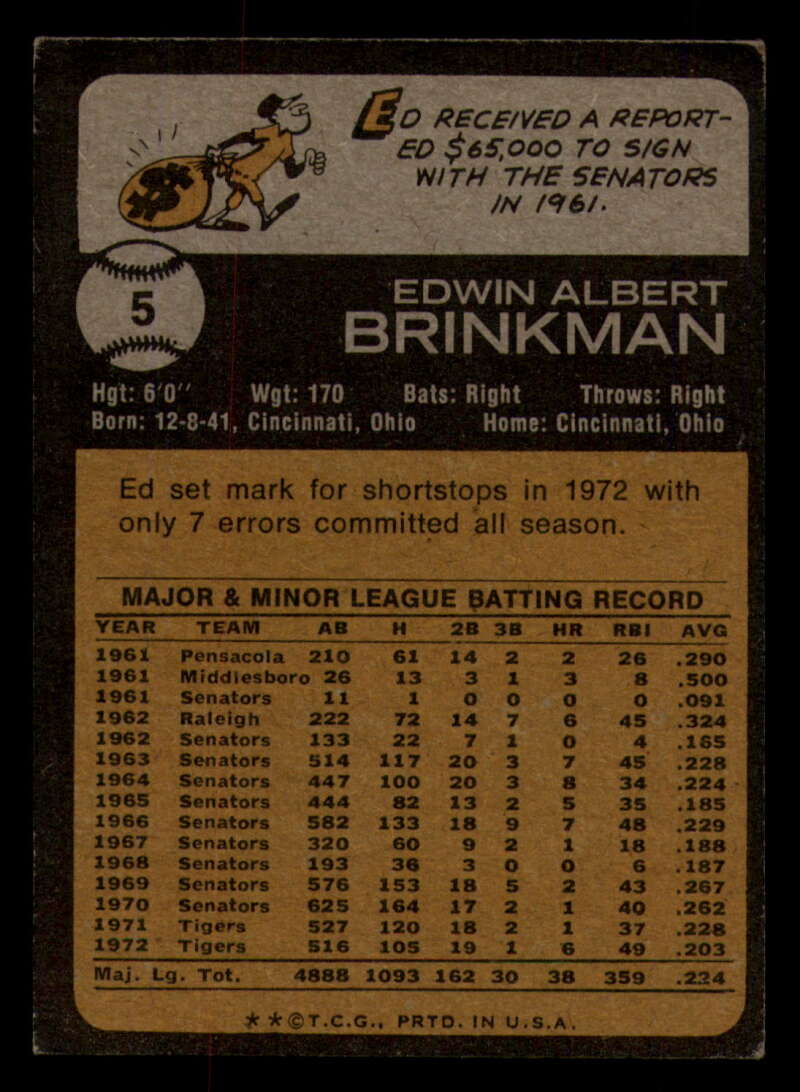 ED RECEIVED A REPORT-
ED $65,000 TO SIGN
WITH THE SENATORS
IN 1961.
5
EDWIN ALBERT
BRINKMAN
Hgt: 6'0" Wgt: 170 Bats: Right Throws: Right
Born: 12-8-41, Cincinnati, Ohio Home: Cincinnati, Ohio
Ed set mark for shortstops in 1972 with
only 7 errors committed all season.
MAJOR & MINOR LEAGUE BATTING RECORD
YEAR TEAM AB H 2B 3B HR RBI AVG
1961 Pensacola 210 61 14 2 2 26 .290
1961 Middlesboro 26 13 3 1 3 8 .500
1961 Senators 11 1 0 0 0 0 .091
1962 Raleigh 222 72 14 7 6 45 .324
1962 Senators 133 22 7 1 0 4 .165
1963 Senators 514 117 20 3 7 45 .228
1964 Senators 447 100 20 3 8 34 .224
1965 Senators 444 82 13 2 5 35 .185
1966 Senators 582 133 18 9 7 48 .229
1967 Senators 320 60 9 2 1 18 .188
1968 Senators 193 36 3 0 0 6 .187
1969 Senators 576 153 18 5 2 43 .267
1970 Senators 625 164 17 2 1 40 .262
1971 Tigers 527 120 18 2 1 37 .228
1972 Tigers 516 105 19 1 6 49 .203
Maj. Lg. Tot. 4888 1093 162 30 38 359 .224
* * © T.C.G., PRTD. IN U.S.A.